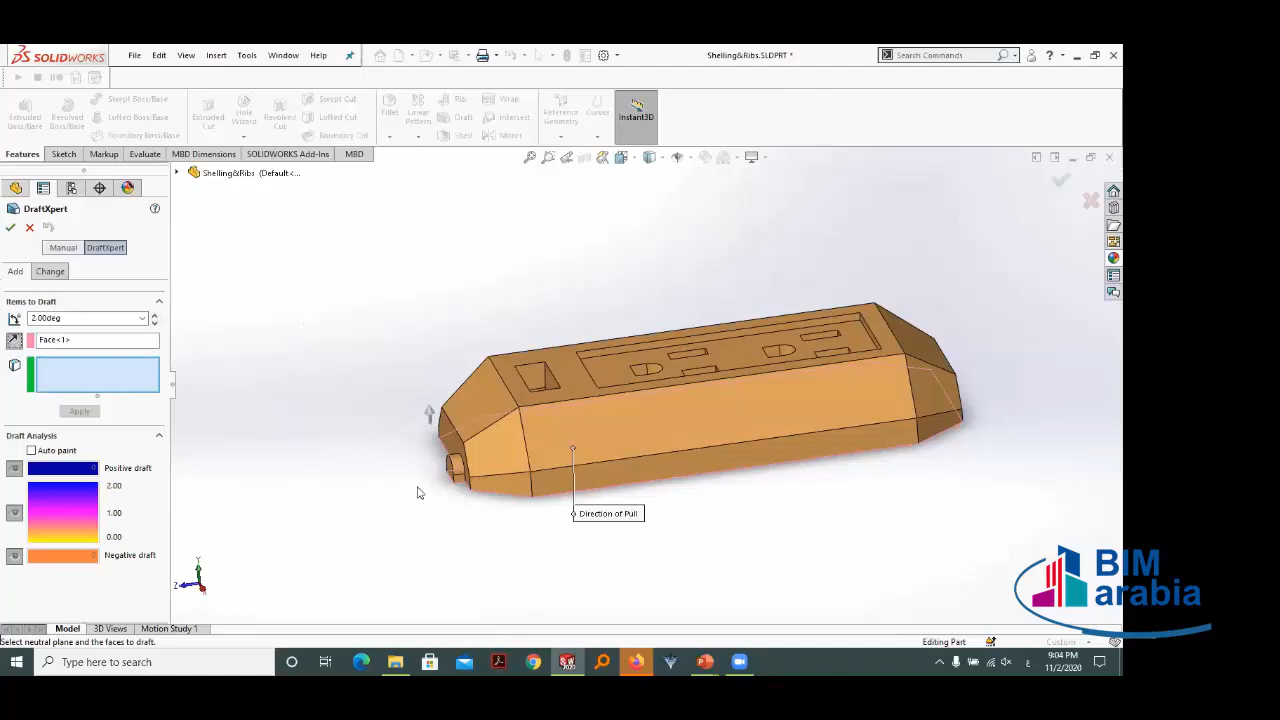 SOLIDWORKS File Edit View Insert Tools Window Help Shelling&Ribs.SLDPRT * Search Commands
Extruded Boss/Base Revolved Boss/Base Swept Boss/Base Lofted Boss/Base Boundary Boss/Base Extruded Cut Hole Wizard Revolved Cut Swept Cut Lofted Cut Boundary Cut Fillet Linear Pattern Rib Draft Shell Wrap Intersect Mirror Reference Geometry Curves Instant3D
Features Sketch Markup Evaluate MBD Dimensions SOLIDWORKS Add-Ins MBD
Shelling&Ribs (Default<...
DraftXpert
Manual DraftXpert
Add Change
Items to Draft
2.00deg
Face<1>
Apply
Draft Analysis
Auto paint
0 Positive draft
2.00
1.00
0.00
0 Negative draft
Direction of Pull
Y
Z
BIM
arabia
Model 3D Views Motion Study 1
Select neutral plane and the faces to draft. Editing Part Custom
Type here to search
SW
2020
ع
9:04 PM
11/2/2020